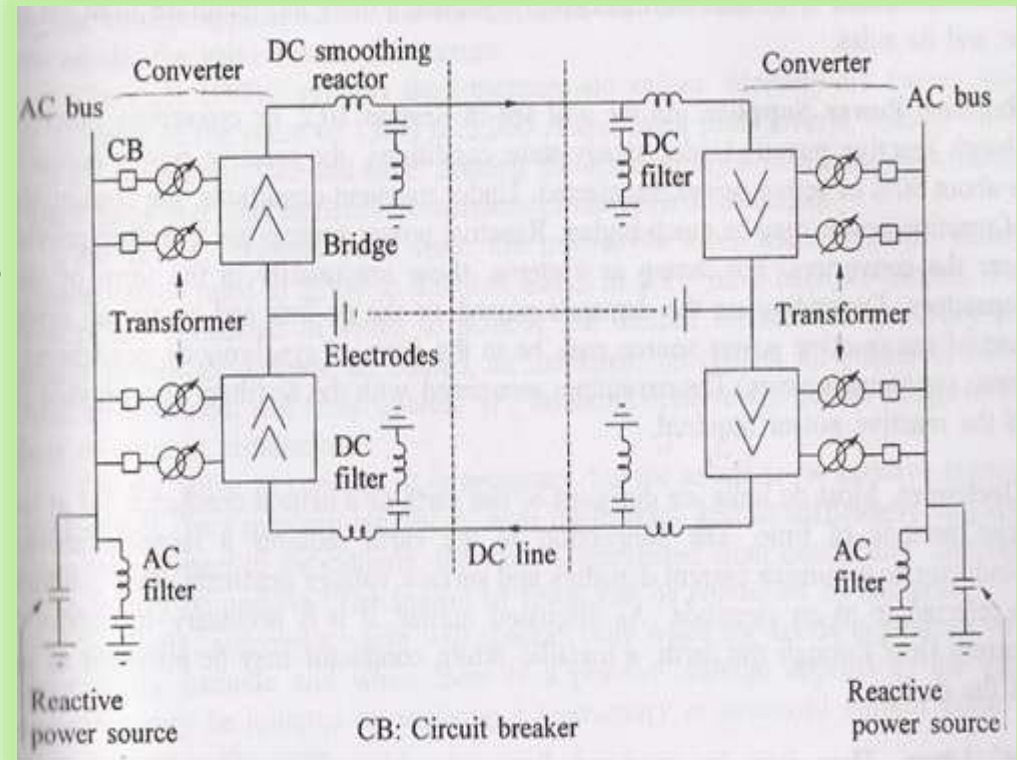 DC smoothing
reactor
Converter
Converter
AC bus
AC bus
CB
DC
filter
Bridge
Transformer
Transformer
Electrodes
DC
filter
DC line
AC
filter
AC
filter
Reactive
power source
Reactive
power source
CB: Circuit breaker